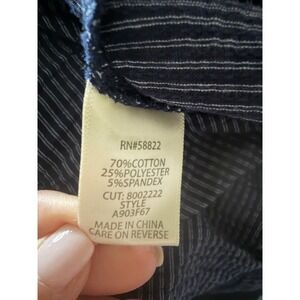 RN#58822
70%COTTON
25%POLYESTER
5%SPANDEX
CUT: 8002222
STYLE
A903F67
MADE IN CHINA
CARE ON REVERSE